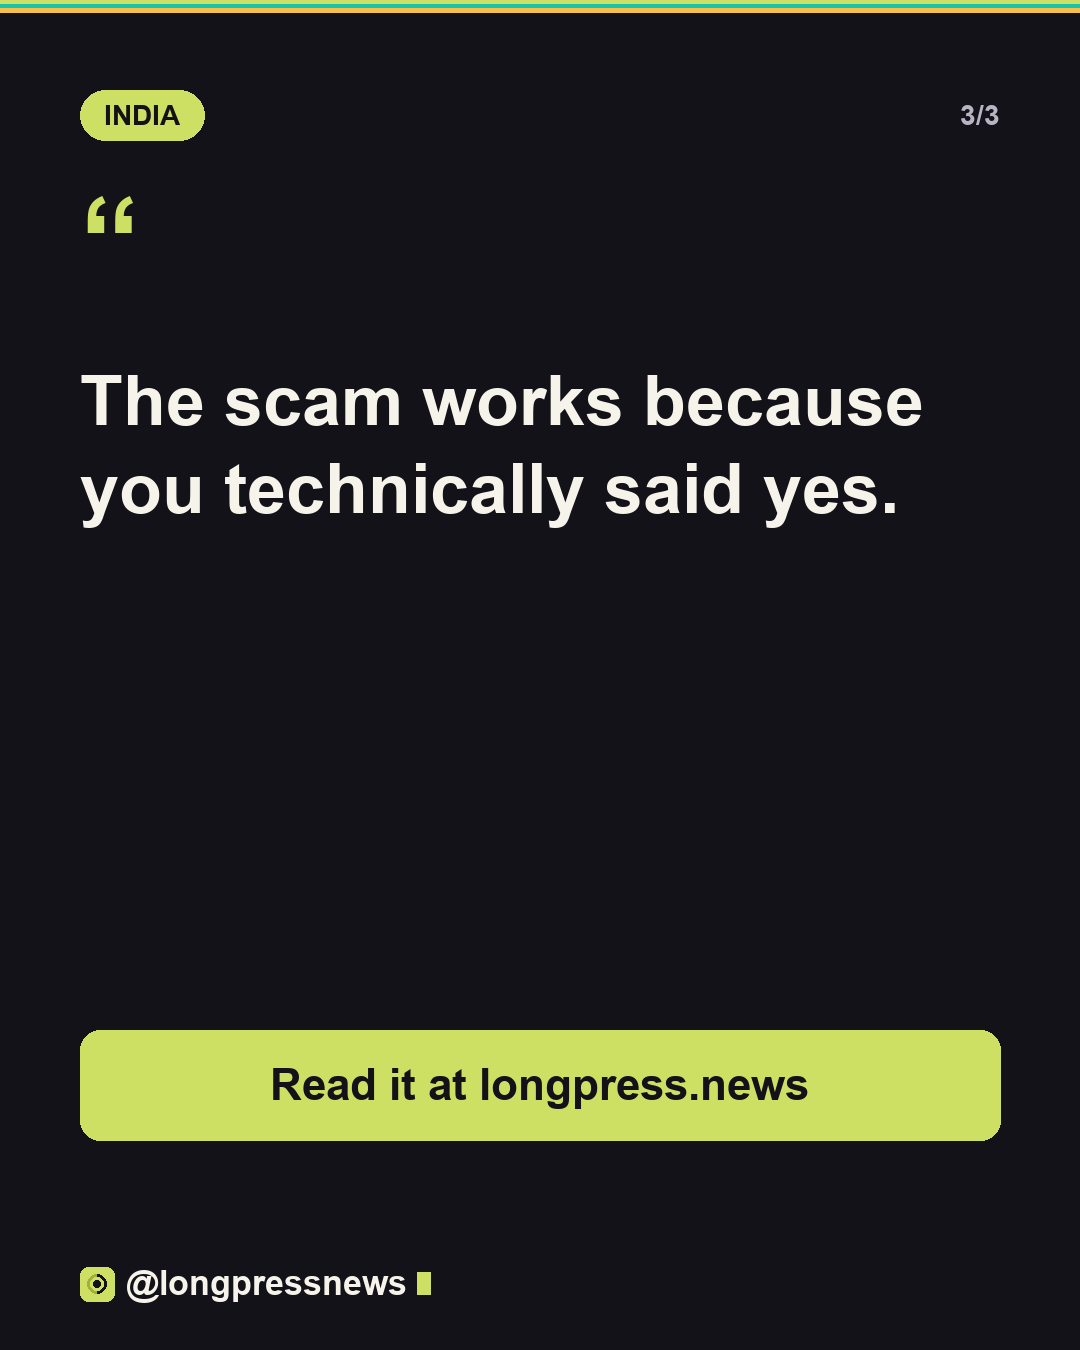 INDIA
3/3
“
The scam works because
you technically said yes.
Read it at longpress.news
@longpressnews